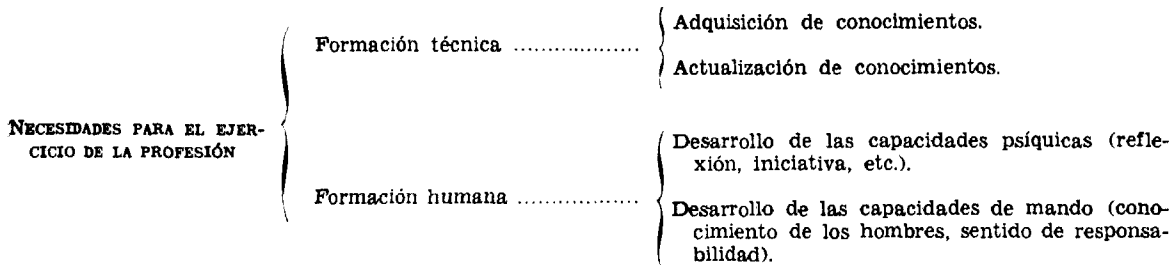 Formación técnica ...................
Adquisición de conocimientos.
Actualización de conocimientos.
NECESIDADES PARA EL EJER-
CICIO DE LA PROFESIÓN
Formación humana ..................
Desarrollo de las capacidades psíquicas (refle-
xión, iniciativa, etc.).
Desarrollo de las capacidades de mando (cono-
cimiento de los hombres, sentido de responsa-
bilidad).